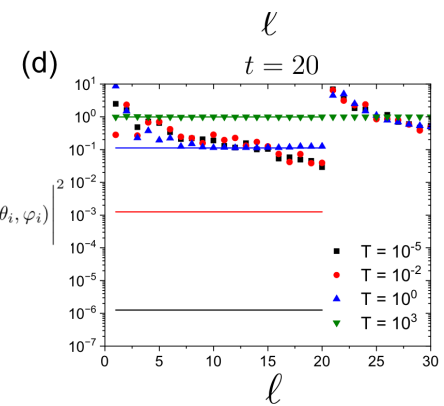 ℓ
(d)
t = 20
10¹
10⁰
10⁻¹
10⁻²
10⁻³
10⁻⁴
10⁻⁵
10⁻⁶
10⁻⁷
θᵢ, φᵢ)|²
T = 10⁻⁵
T = 10⁻²
T = 10⁰
T = 10³
0 5 10 15 20 25 30
ℓ